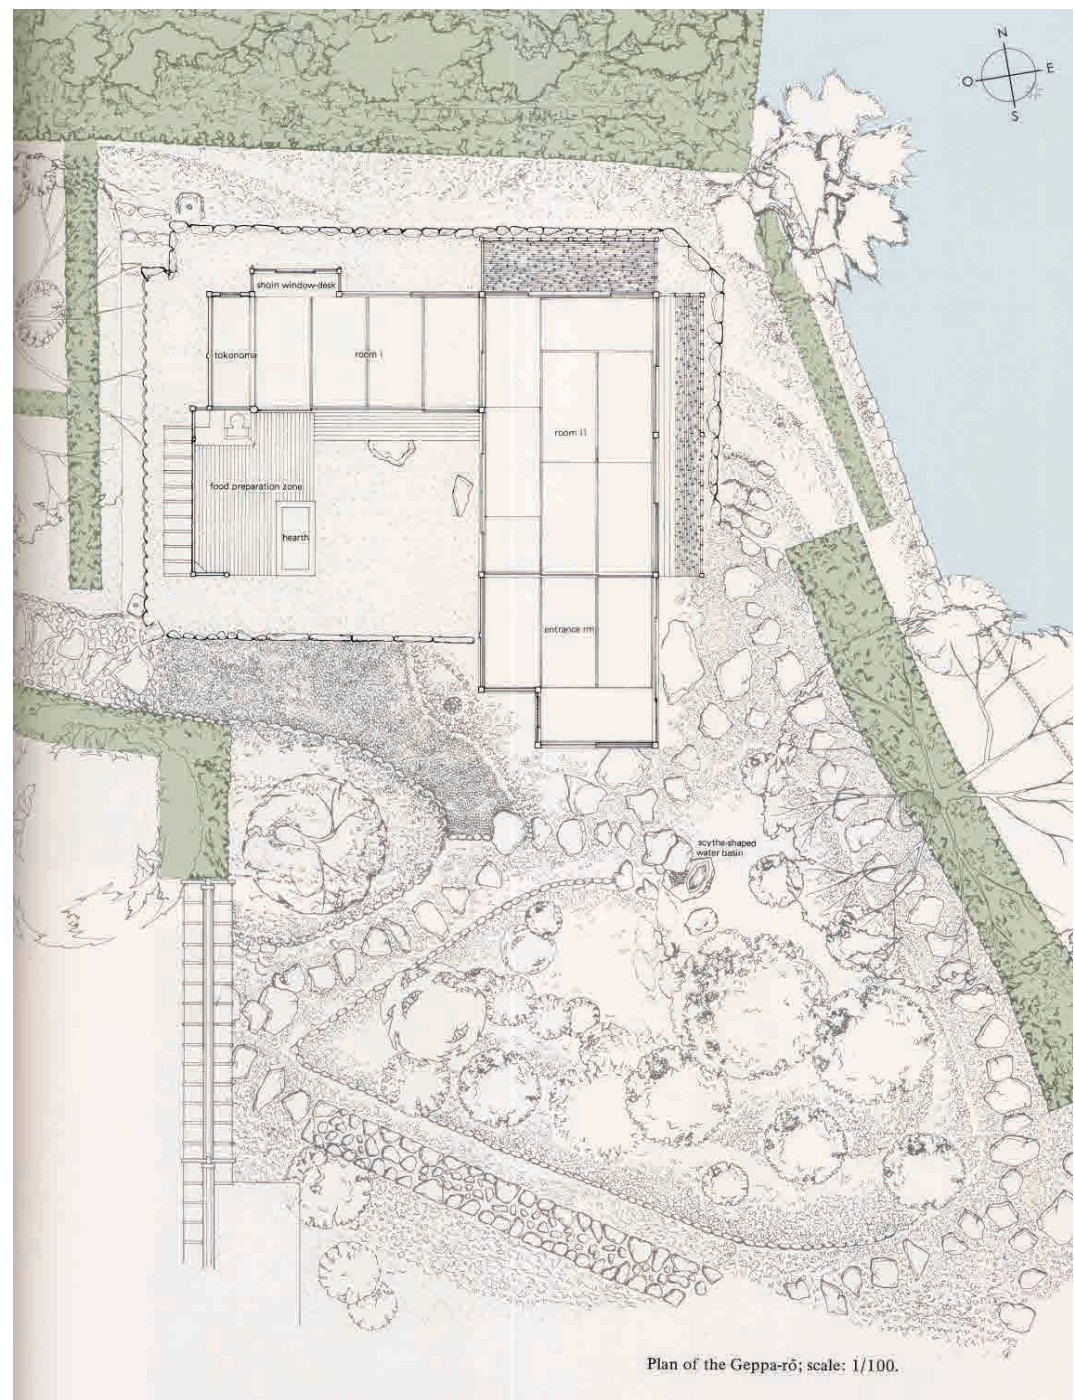 N
O E
S
shoin window-desk
tokonoma
room I
room II
food preparation zone
hearth
entrance rm
scythe-shaped
water basin
Plan of the Geppa-rō; scale: 1/100.